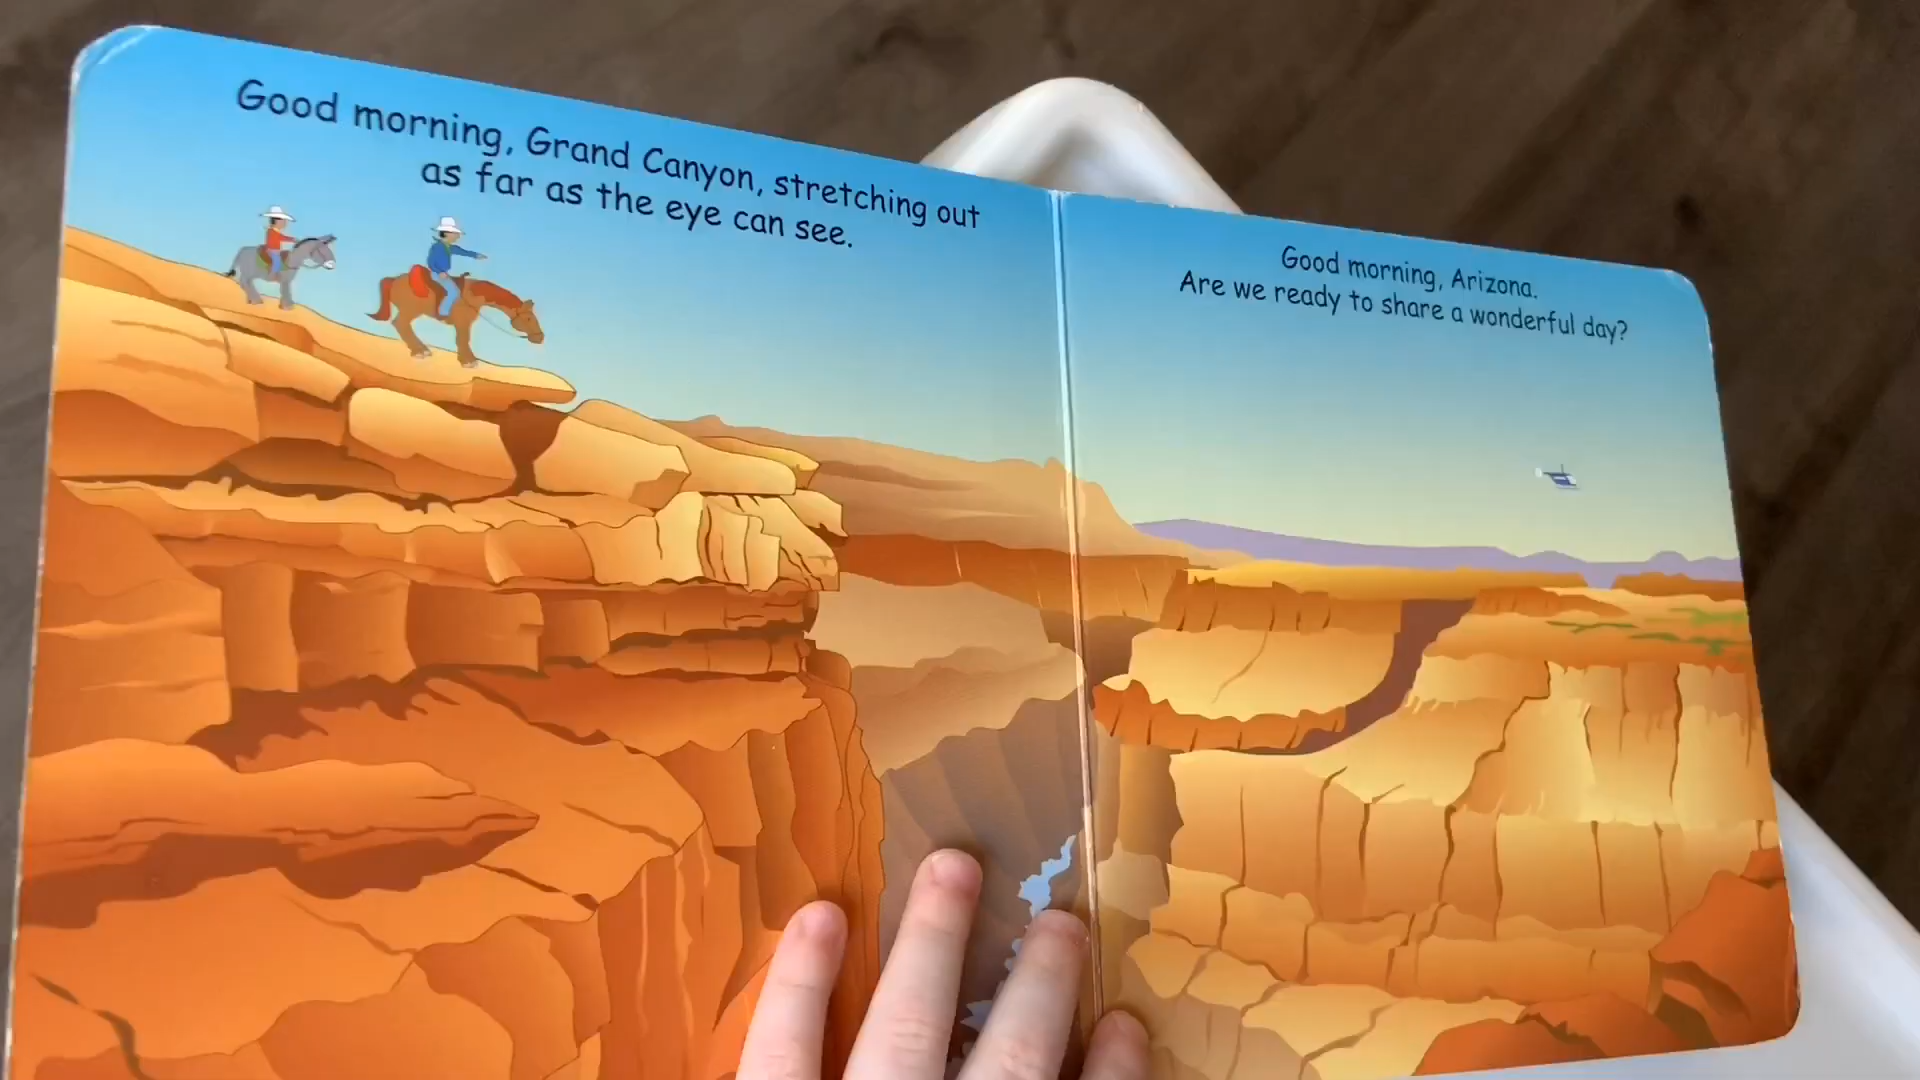 Good morning, Grand Canyon, stretching out
as far as the eye can see.
Good morning, Arizona.
Are we ready to share a wonderful day?